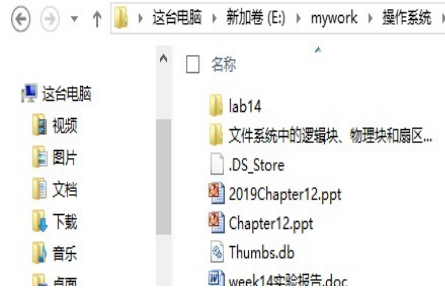 这台电脑 新加卷 (E:) mywork 操作系统
名称
这台电脑
视频
图片
文档
下载
音乐
桌面
lab14
文件系统中的逻辑块、物理块和扇区...
.DS_Store
2019Chapter12.ppt
Chapter12.ppt
Thumbs.db
week14实验报告.doc